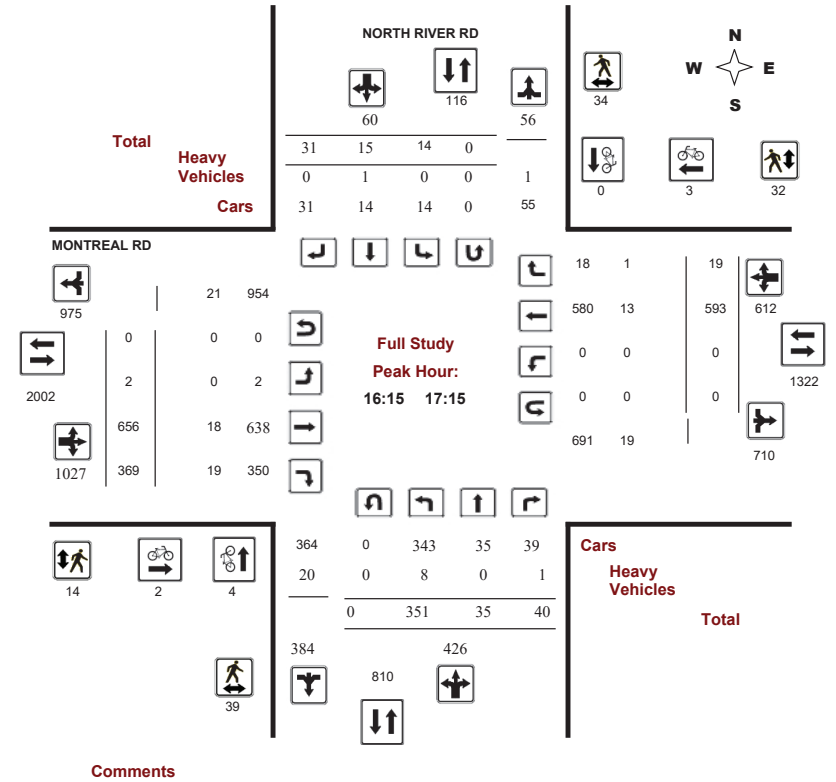 NORTH RIVER RD
N
W E
S
116
34
60 56
Total 31 15 14 0
Heavy
Vehicles 0 1 0 0 1
0 3 32
Cars 31 14 14 0 55
MONTREAL RD
18 1 19
975 21 954
580 13 593 612
0 0 0
Full Study
0 0 0
2002 2 0 2
Peak Hour:
1322
16:15 17:15
0 0 0
656 18 638
691 19
710
1027 369 19 350
364 0 343 35 39 Cars
20 0 8 0 1 Heavy
Vehicles
14 2 4
0 351 35 40 Total
384 426
810
39
Comments